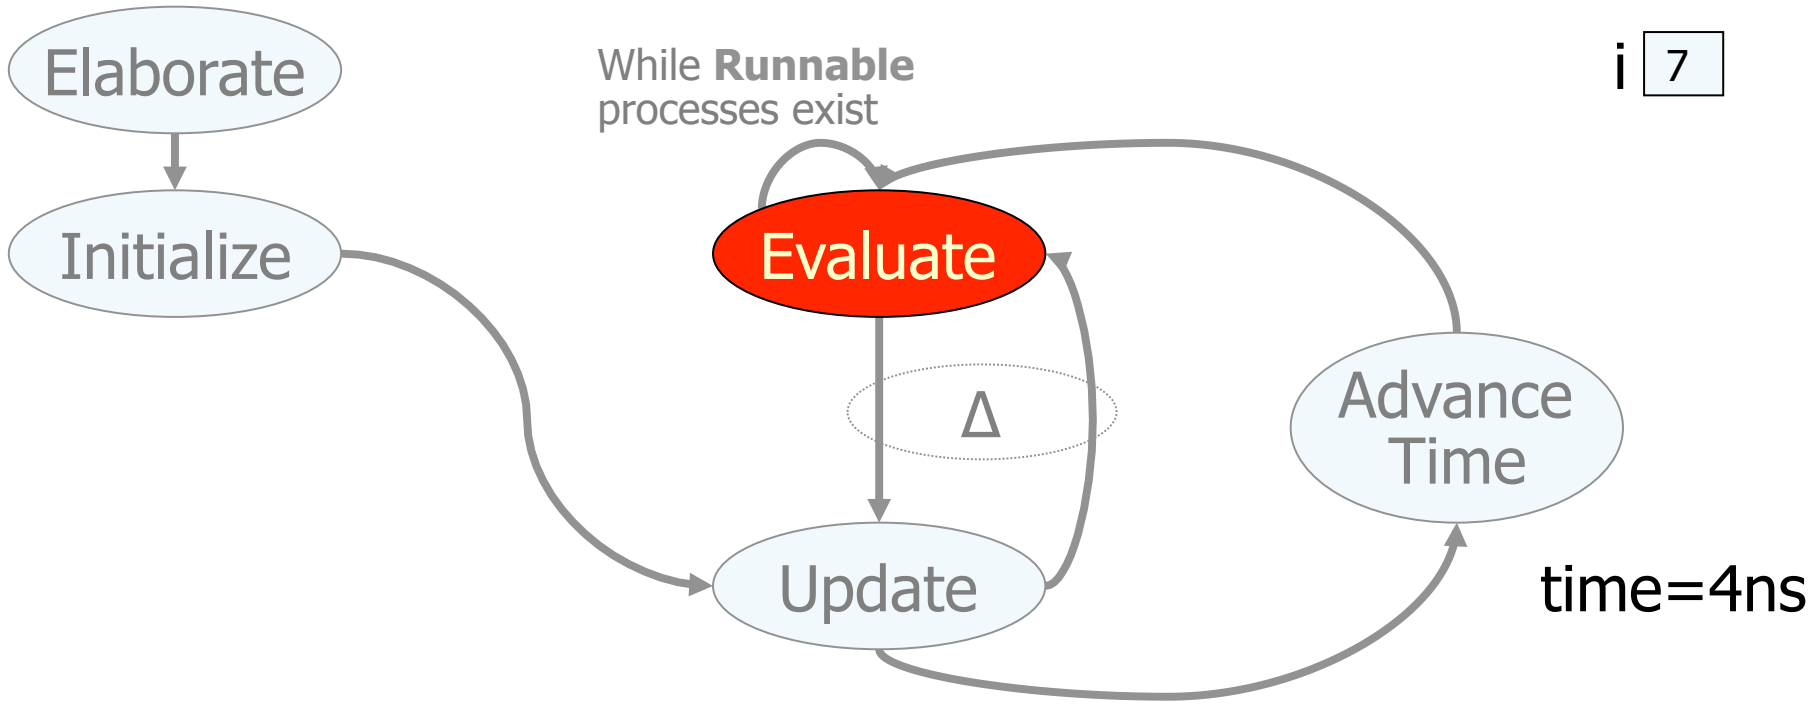 Elaborate
While Runnable
processes exist
i 7
Initialize
Evaluate
Δ
Advance
Time
Update
time=4ns